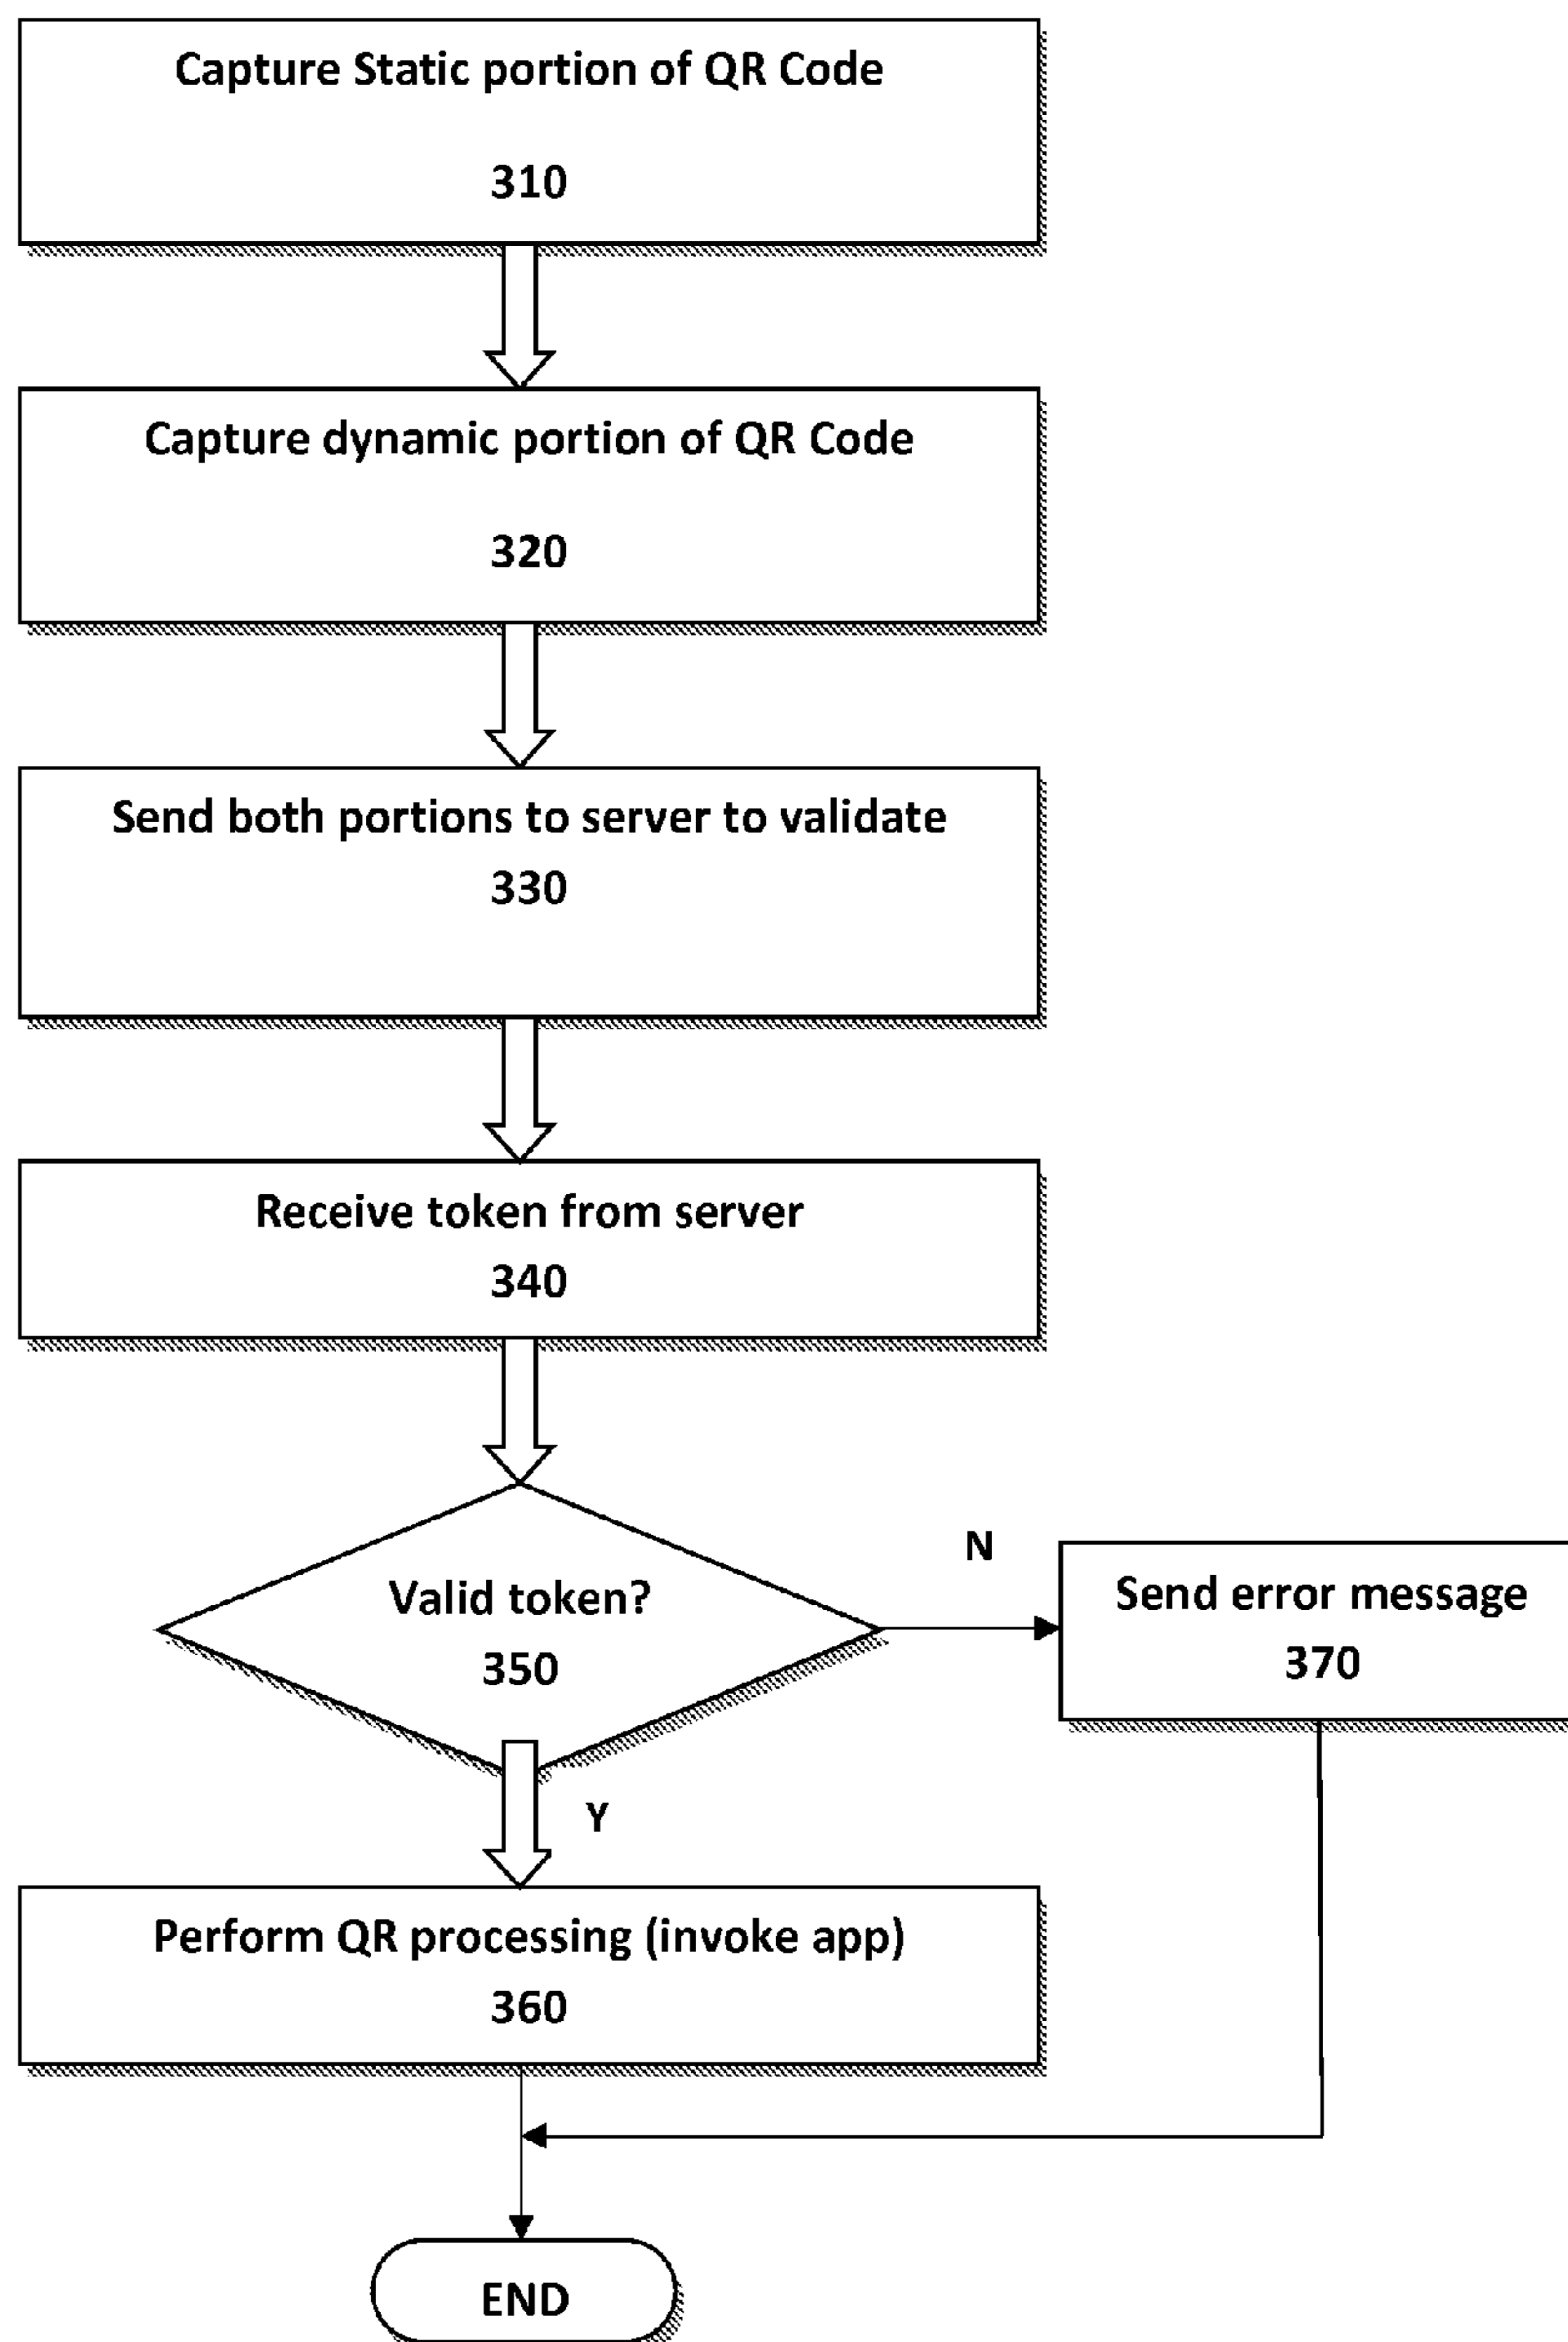 Capture Static portion of QR Code
310
Capture dynamic portion of QR Code
320
Send both portions to server to validate
330
Receive token from server
340
Valid token?
350
N
Send error message
370
Y
Perform QR processing (invoke app)
360
END